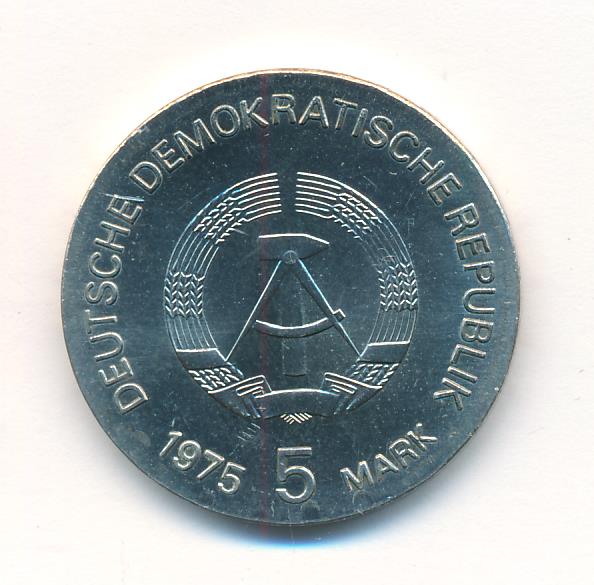 DEUTSCHE DEMOKRATISCHE REPUBLIK
1975 5 MARK